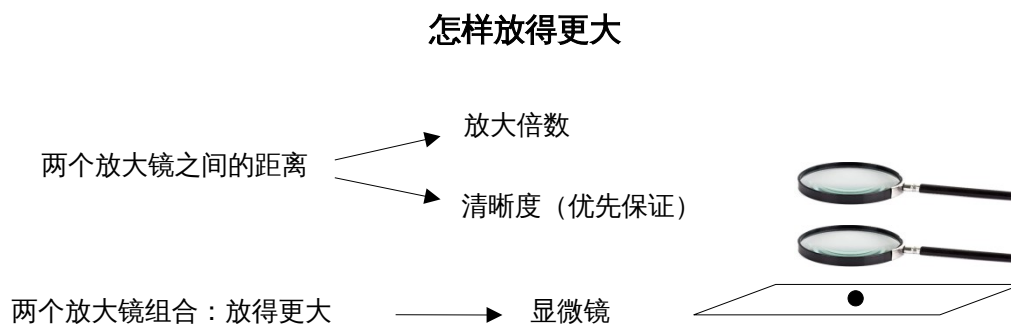 怎样放得更大
放大倍数
两个放大镜之间的距离
清晰度（优先保证）
两个放大镜组合：放得更大
显微镜